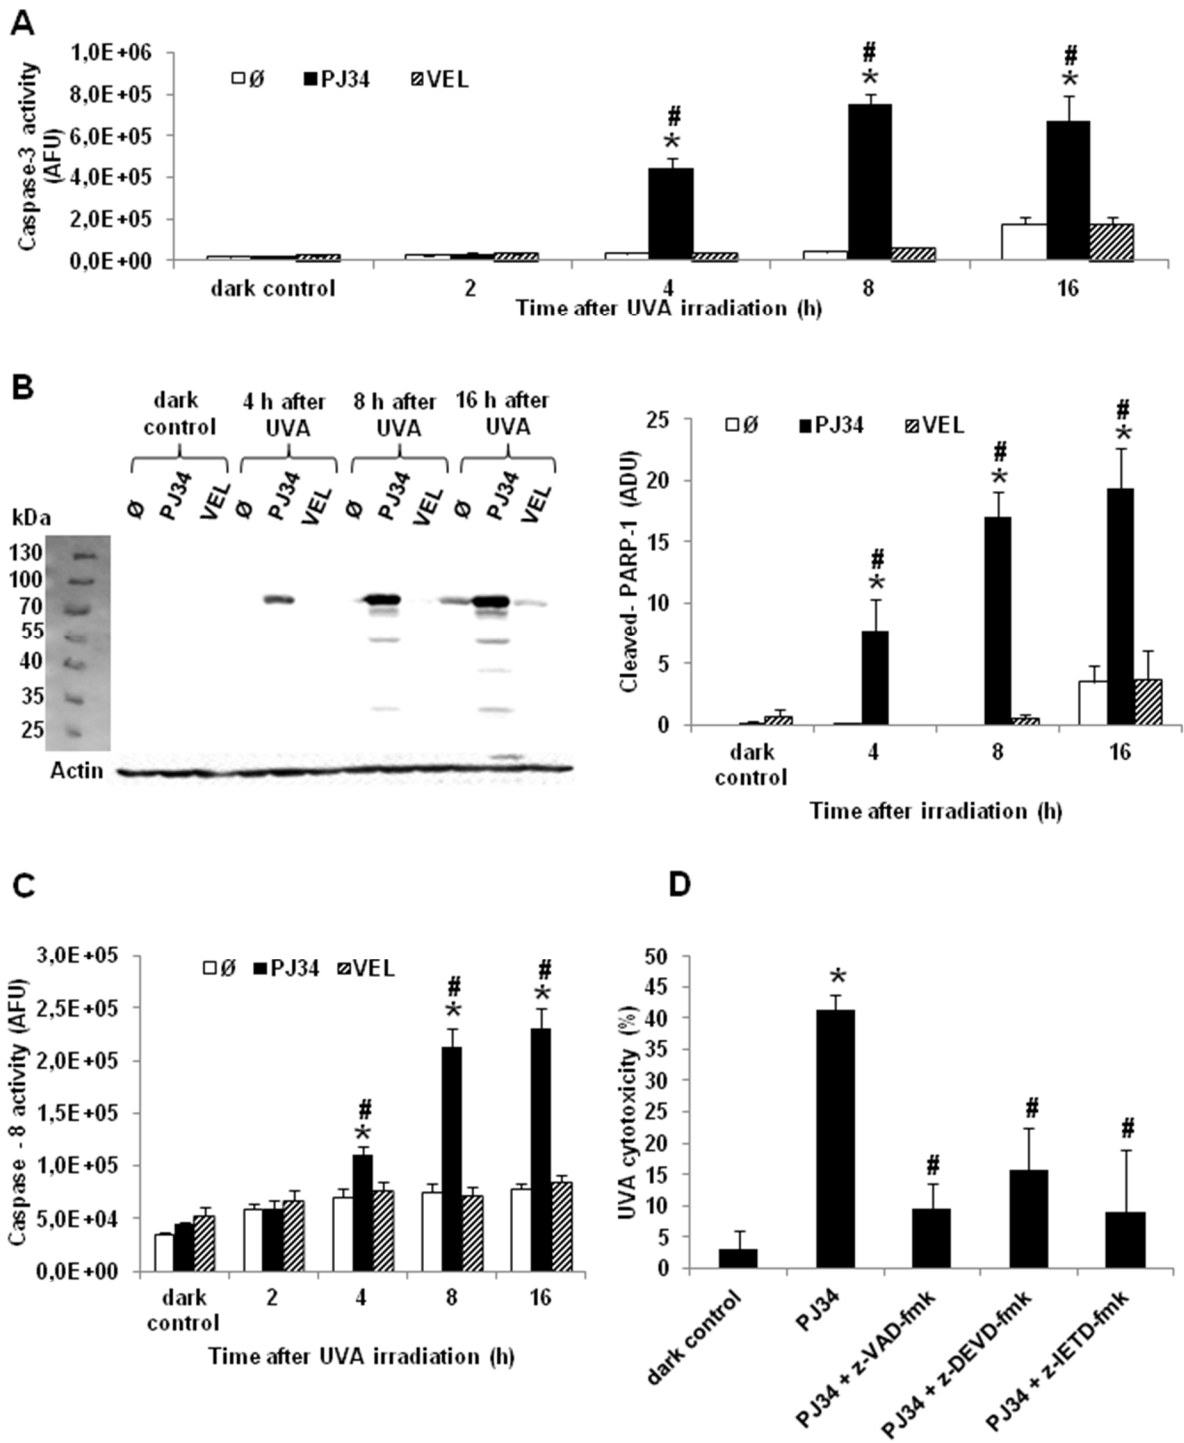 A
1,0E+06
8,0E+05
6,0E+05
4,0E+05
2,0E+05
0,0E+00
Caspase-3 activity
(AFU)
Ø PJ34 VEL
#
*
#
*
#
*
dark control 2 4 8 16
Time after UVA irradiation (h)
B
dark
control
4 h after
UVA
8 h after
UVA
16 h after
UVA
Ø PJ34 VEL Ø PJ34 VEL Ø PJ34 VEL Ø PJ34 VEL
kDa
130
100
70
55
40
35
25
Actin
25
20
15
10
5
0
Cleaved- PARP-1 (ADU)
Ø PJ34 VEL
#
*
#
*
#
*
dark
control
4 8 16
Time after irradiation (h)
C
3,0E+05
2,5E+05
2,0E+05
1,5E+05
1,0E+05
5,0E+04
0,0E+00
Caspase - 8 activity (AFU)
Ø PJ34 VEL
#
*
#
*
#
*
dark
control
2 4 8 16
Time after UVA irradiation (h)
D
50
45
40
35
30
25
20
15
10
5
0
UVA cytotoxicity (%)
*
#
#
#
dark control
PJ34
PJ34 + z-VAD-fmk
PJ34 + z-DEVD-fmk
PJ34 + z-IETD-fmk